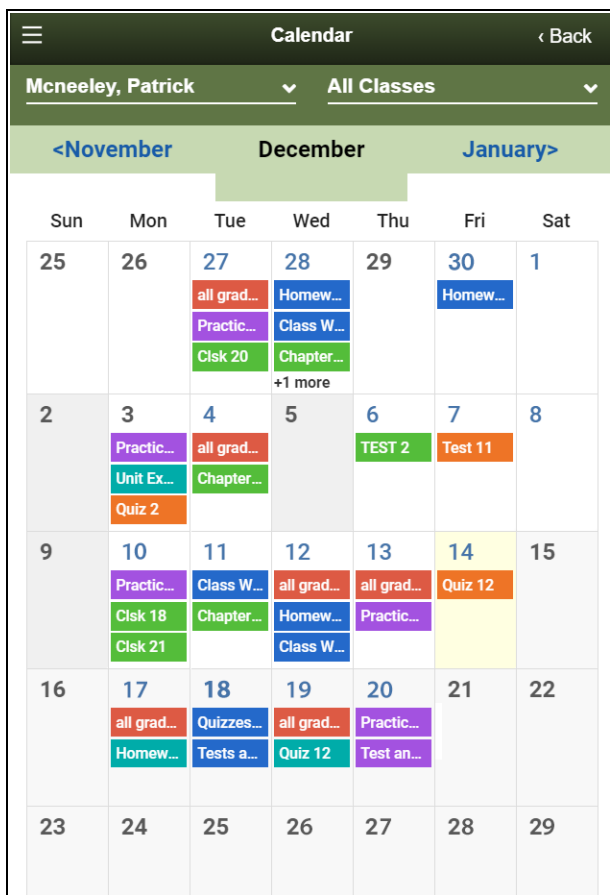 Calendar ‹ Back
Mcneeley, Patrick All Classes
<November December January>
Sun Mon Tue Wed Thu Fri Sat
25 26 27 28 29 30 1
all grad... Homew... Homew...
Practic... Class W...
Clsk 20 Chapter...
+1 more
2 3 4 5 6 7 8
Practic... all grad... TEST 2 Test 11
Unit Ex... Chapter...
Quiz 2
9 10 11 12 13 14 15
Practic... Class W... all grad... all grad... Quiz 12
Clsk 18 Chapter... Homew... Practic...
Clsk 21 Class W...
16 17 18 19 20 21 22
all grad... Quizzes... all grad... Practic...
Homew... Tests a... Quiz 12 Test an...
23 24 25 26 27 28 29